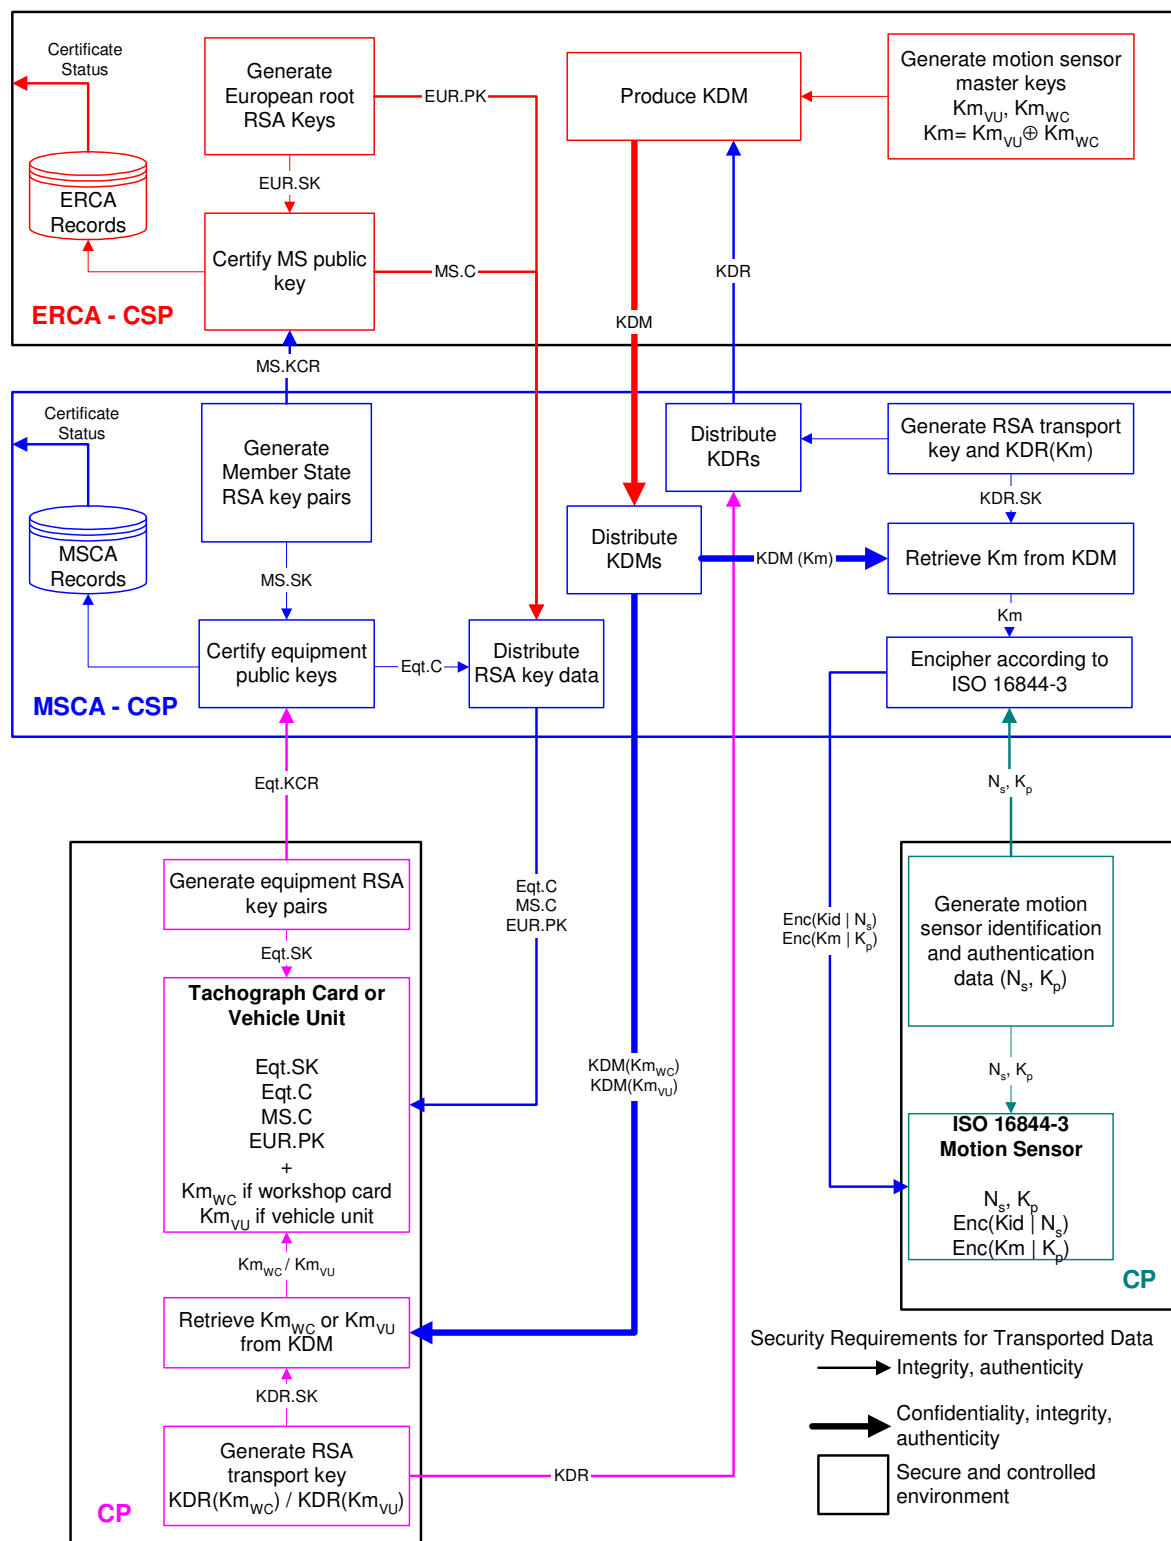 Certificate
Status
Generate
European root
RSA Keys
EUR.PK
Produce KDM
Generate motion sensor
master keys
Km_VU, Km_WC
Km= Km_VU⊕ Km_WC
EUR.SK
ERCA
Records
Certify MS public
key
MS.C
KDR
ERCA - CSP
KDM
MS.KCR
Certificate
Status
Generate
Member State
RSA key pairs
Distribute
KDRs
Generate RSA transport
key and KDR(Km)
KDR.SK
MSCA
Records
Distribute
KDMs
KDM (Km)
Retrieve Km from KDM
MS.SK
Km
Certify equipment
public keys
Eqt.C
Distribute
RSA key data
Encipher according to
ISO 16844-3
MSCA - CSP
Eqt.KCR
N_s, K_p
Generate equipment RSA
key pairs
Eqt.C
MS.C
EUR.PK
Enc(Kid | N_s)
Enc(Km | K_p)
Generate motion
sensor identification
and authentication
data (N_s, K_p)
Eqt.SK
Tachograph Card or
Vehicle Unit
Eqt.SK
Eqt.C
MS.C
EUR.PK
+
Km_WC if workshop card
Km_VU if vehicle unit
KDM(Km_WC)
KDM(Km_VU)
N_s, K_p
ISO 16844-3
Motion Sensor
N_s, K_p
Enc(Kid | N_s)
Enc(Km | K_p)
CP
Km_WC / Km_VU
Retrieve Km_WC or Km_VU
from KDM
KDR.SK
Generate RSA
transport key
KDR(Km_WC) / KDR(Km_VU)
KDR
CP
Security Requirements for Transported Data
Integrity, authenticity
Confidentiality, integrity,
authenticity
Secure and controlled
environment